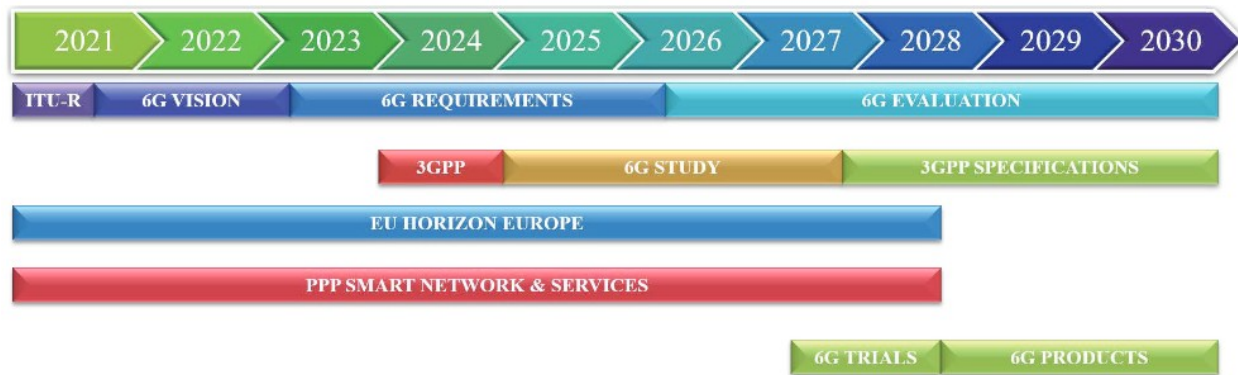 2021 2022 2023 2024 2025 2026 2027 2028 2029 2030
ITU-R 6G VISION 6G REQUIREMENTS 6G EVALUATION
3GPP 6G STUDY 3GPP SPECIFICATIONS
EU HORIZON EUROPE
PPP SMART NETWORK & SERVICES
6G TRIALS 6G PRODUCTS